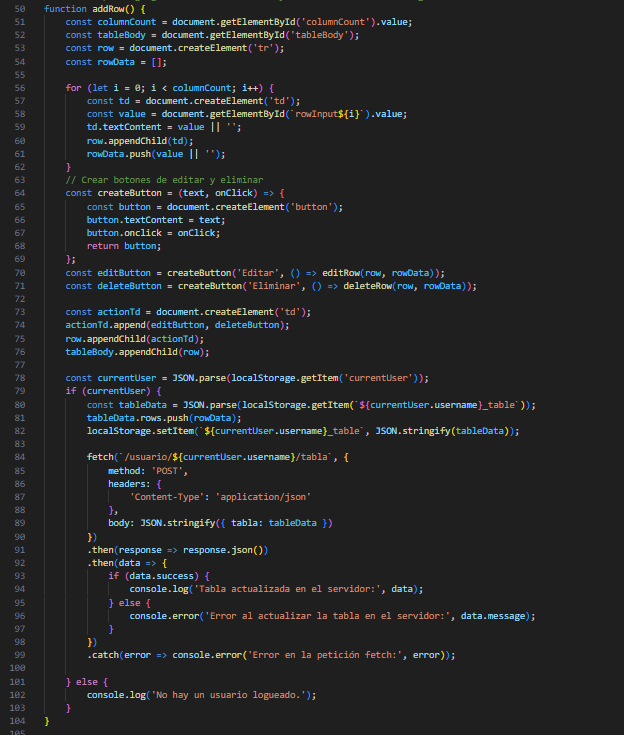 50 function addRow() {
51 const columnCount = document.getElementById('columnCount').value;
52 const tableBody = document.getElementById('tableBody');
53 const row = document.createElement('tr');
54 const rowData = [];
55
56 for (let i = 0; i < columnCount; i++) {
57 const td = document.createElement('td');
58 const value = document.getElementById(`rowInput${i}`).value;
59 td.textContent = value || '';
60 row.appendChild(td);
61 rowData.push(value || '');
62 }
63 // Crear botones de editar y eliminar
64 const createButton = (text, onClick) => {
65 const button = document.createElement('button');
66 button.textContent = text;
67 button.onclick = onClick;
68 return button;
69 };
70 const editButton = createButton('Editar', () => editRow(row, rowData));
71 const deleteButton = createButton('Eliminar', () => deleteRow(row, rowData));
72
73 const actionTd = document.createElement('td');
74 actionTd.append(editButton, deleteButton);
75 row.appendChild(actionTd);
76 tableBody.appendChild(row);
77
78 const currentUser = JSON.parse(localStorage.getItem('currentUser'));
79 if (currentUser) {
80 const tableData = JSON.parse(localStorage.getItem(`${currentUser.username}_table`));
81 tableData.rows.push(rowData);
82 localStorage.setItem(`${currentUser.username}_table`, JSON.stringify(tableData));
83
84 fetch(`/usuario/${currentUser.username}/tabla`, {
85 method: 'POST',
86 headers: {
87 'Content-Type': 'application/json'
88 },
89 body: JSON.stringify({ tabla: tableData })
90 })
91 .then(response => response.json())
92 .then(data => {
93 if (data.success) {
94 console.log('Tabla actualizada en el servidor:', data);
95 } else {
96 console.error('Error al actualizar la tabla en el servidor:', data.message);
97 }
98 })
99 .catch(error => console.error('Error en la petición fetch:', error));
100
101 } else {
102 console.log('No hay un usuario logueado.');
103 }
104 }
105